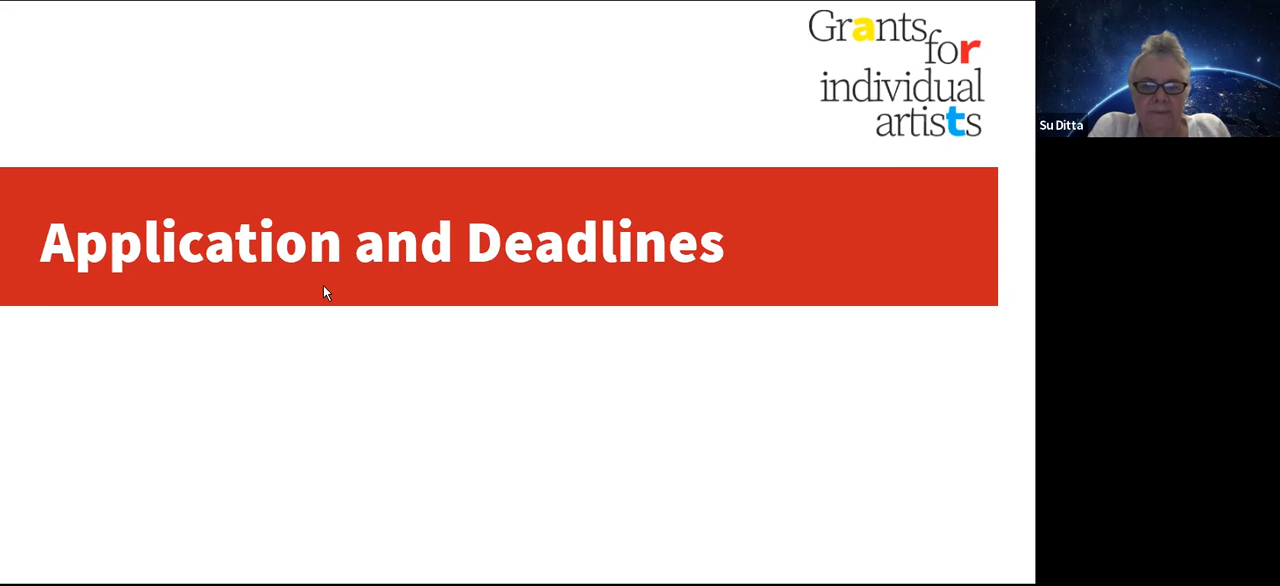 Grants
for
individual
artists
Su Ditta
Application and Deadlines